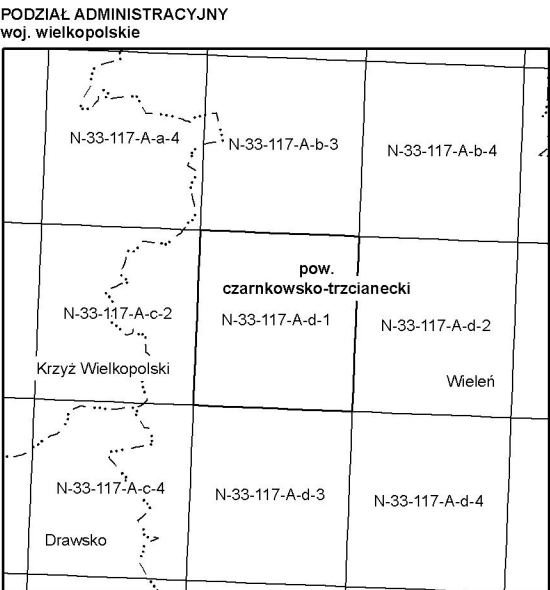 PODZIAŁ ADMINISTRACYJNY
woj. wielkopolskie
N-33-117-A-a-4
N-33-117-A-b-3
N-33-117-A-b-4
pow.
czarnkowsko-trzcianecki
N-33-117-A-c-2
N-33-117-A-d-1
N-33-117-A-d-2
Krzyż Wielkopolski
Wieleń
N-33-117-A-c-4
N-33-117-A-d-3
N-33-117-A-d-4
Drawsko